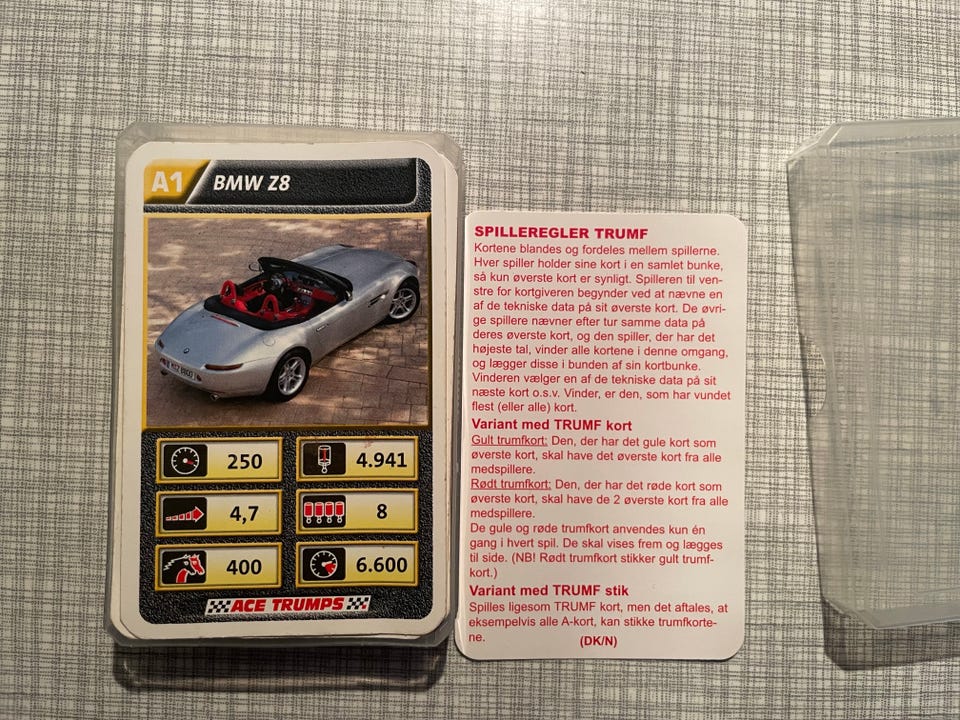 A1 BMW Z8
250 4.941
4,7 8
400 6.600
ACE TRUMPS
SPILLEREGLER TRUMF
Kortene blandes og fordeles mellem spillerne.
Hver spiller holder sine kort i en samlet bunke,
så kun øverste kort er synligt. Spilleren til ven-
stre for kortgiveren begynder ved at nævne en
af de tekniske data på sit øverste kort. De øvri-
ge spillere nævner efter tur samme data på
deres øverste kort, og den spiller, der har det
højeste tal, vinder alle kortene i denne omgang,
og lægger disse i bunden af sin kortbunke.
Vinderen vælger en af de tekniske data på sit
næste kort o.s.v. Vinder, er den, som har vundet
flest (eller alle) kort.
Variant med TRUMF kort
Gult trumfkort: Den, der har det gule kort som
øverste kort, skal have det øverste kort fra alle
medspillere.
Rødt trumfkort: Den, der har det røde kort som
øverste kort, skal have de 2 øverste kort fra alle
medspillere.
De gule og røde trumfkort anvendes kun én
gang i hvert spil. De skal vises frem og lægges
til side. (NB! Rødt trumfkort stikker gult trumf-
kort.)
Variant med TRUMF stik
Spilles ligesom TRUMF kort, men det aftales, at
eksempelvis alle A-kort, kan stikke trumfkorte-
ne. (DK/N)